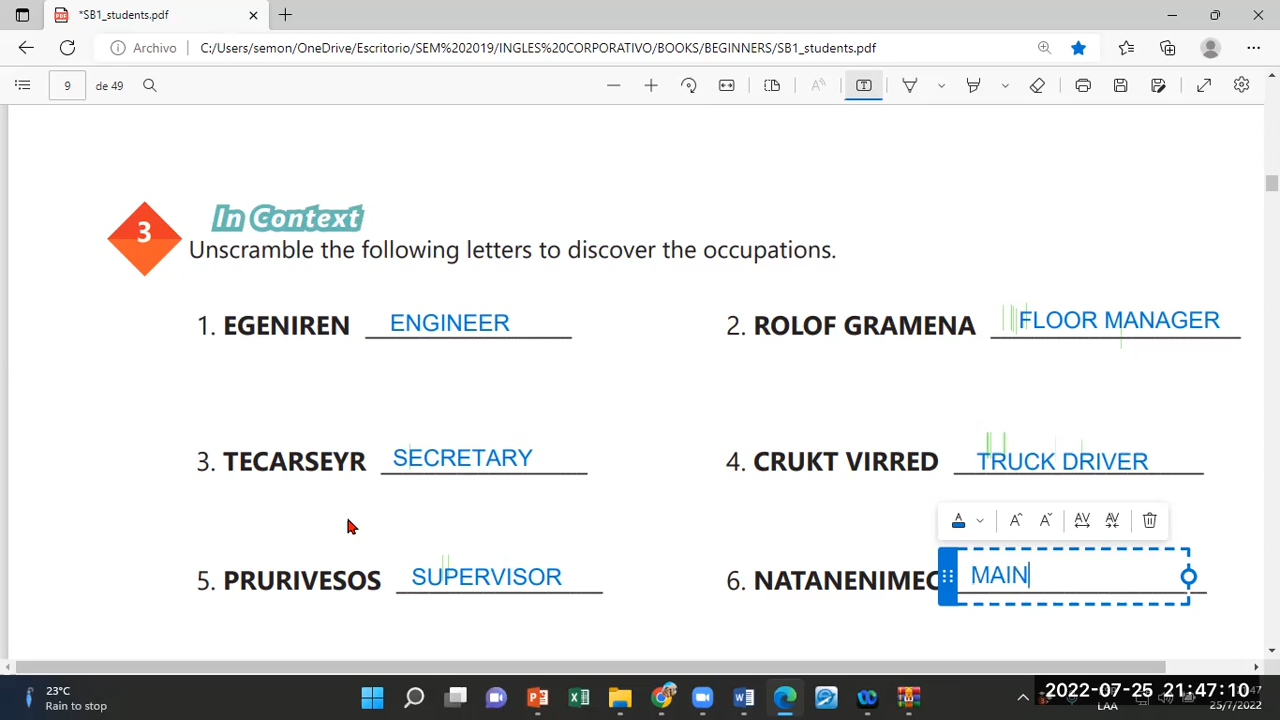 *SB1_students.pdf
Archivo
C:/Users/semon/OneDrive/Escritorio/SEM%202019/INGLES%20CORPORATIVO/BOOKS/BEGINNERS/SB1_students.pdf
9 de 49
3
In Context
Unscramble the following letters to discover the occupations.
1. EGENIREN ENGINEER
2. ROLOF GRAMENA FLOOR MANAGER
3. TECARSEYR SECRETARY
4. CRUKT VIRRED TRUCK DRIVER
5. PRURIVESOS SUPERVISOR
6. NATANENIMEC MAIN
23°C
Rain to stop
2022-07-25 21:47:10
LAA
25/7/2022